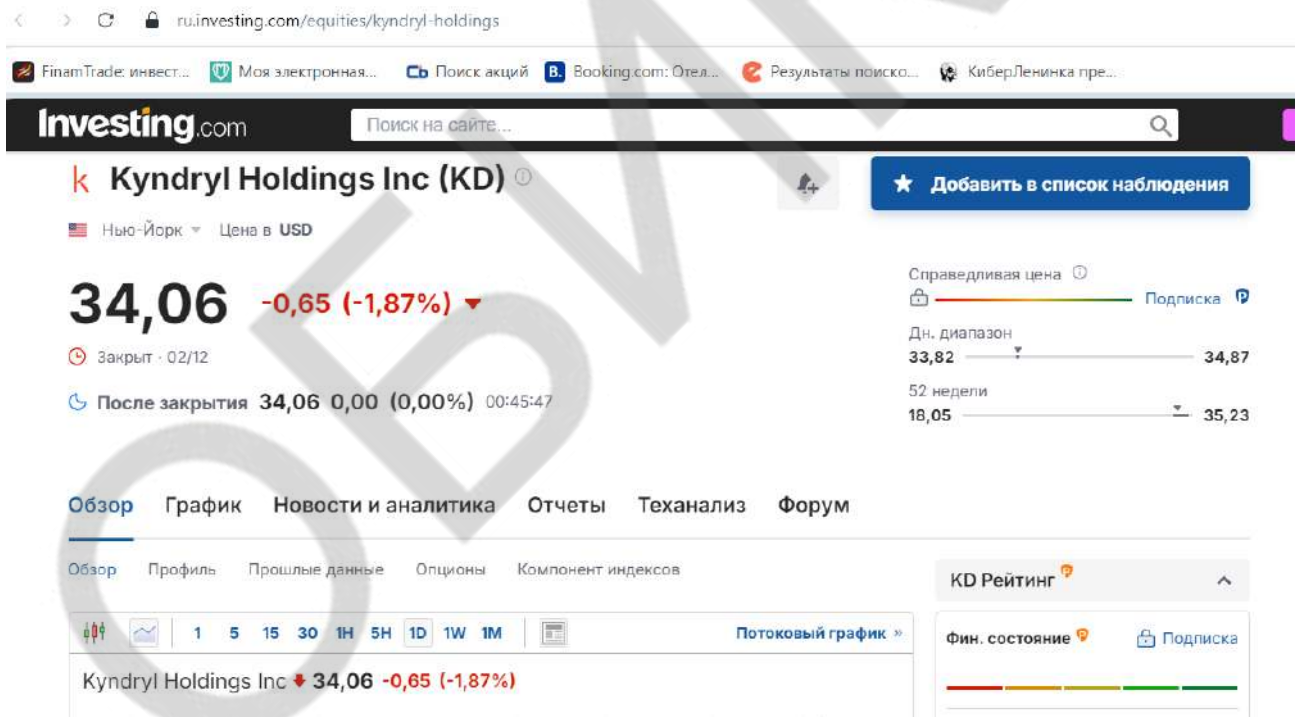 ru.investing.com/equities/kyndryl-holdings
FinamTrade: инвест... Моя электронная... Сь Поиск акций B. Booking.com: Отел... Результаты поиско... КиберЛенинка пре...
Investing.com Поиск на сайте...
k Kyndryl Holdings Inc (KD)
Добавить в список наблюдения
Нью-Йорк Цена в USD
34,06 -0,65 (-1,87%)
Закрыт · 02/12
После закрытия 34,06 0,00 (0,00%) 00:45:47
Справедливая цена
Подписка
Дн. диапазон
33,82 34,87
52 недели
18,05 35,23
Обзор График Новости и аналитика Отчеты Теханализ Форум
Обзор Профиль Прошлые данные Опционы Компонент индексов
KD Рейтинг
1 5 15 30 1H 5H 1D 1W 1M Потоковый график »
Фин. состояние Подписка
Kyndryl Holdings Inc 34,06 -0,65 (-1,87%)